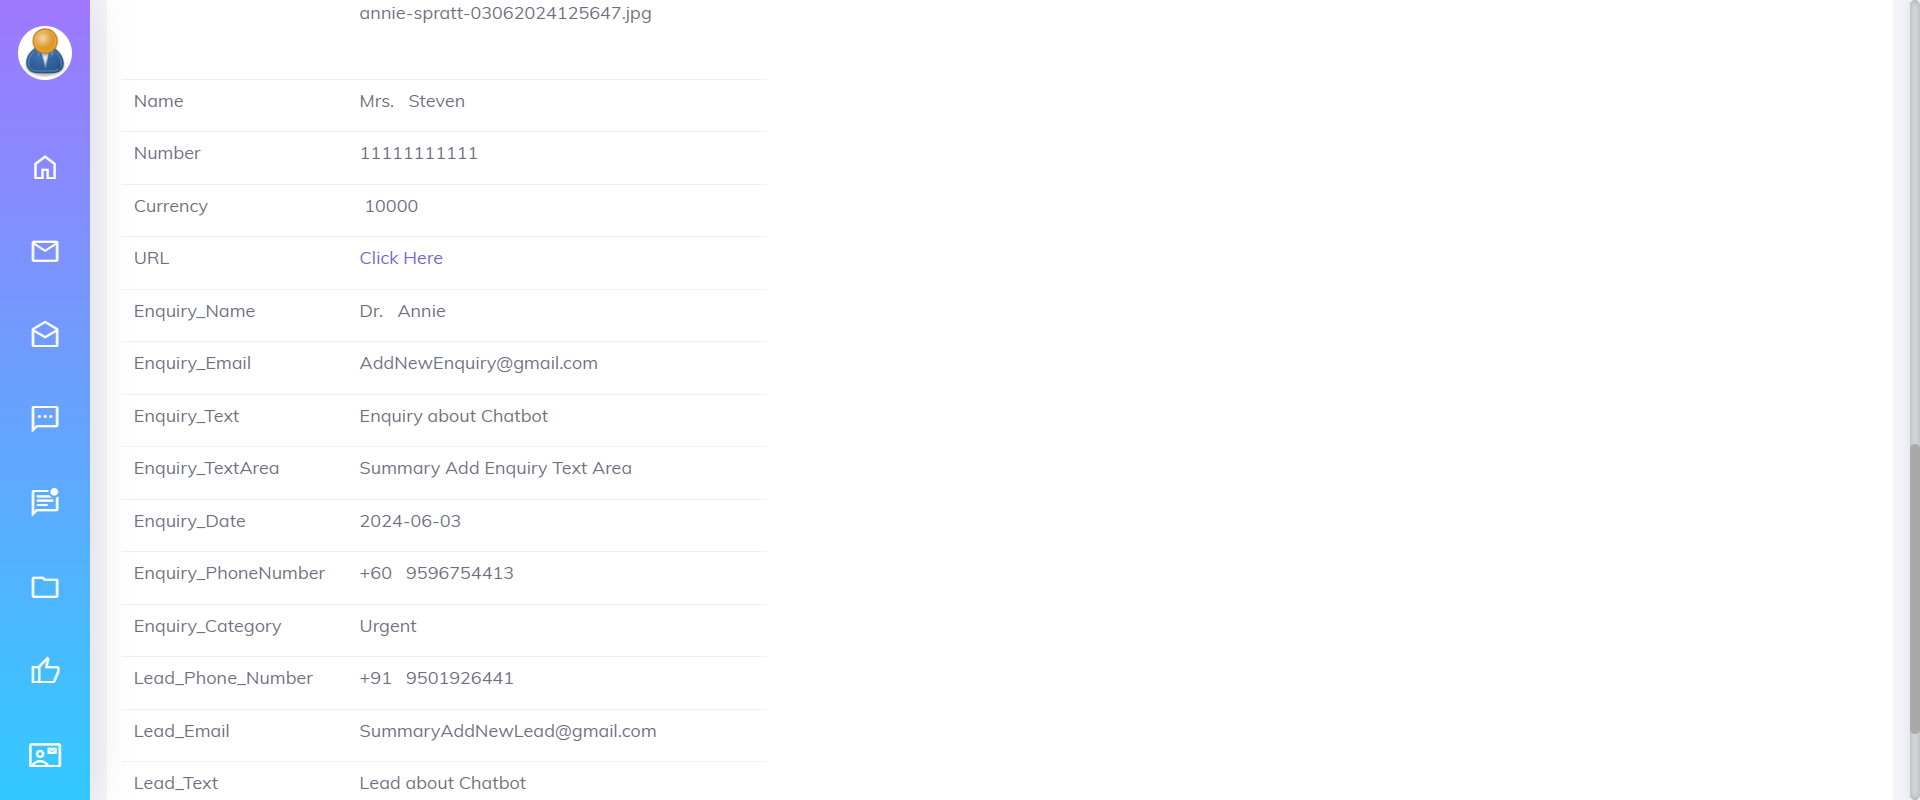 annie-spratt-03062024125647.jpg
Name Mrs. Steven
Number 11111111111
Currency 10000
URL Click Here
Enquiry_Name Dr. Annie
Enquiry_Email AddNewEnquiry@gmail.com
Enquiry_Text Enquiry about Chatbot
Enquiry_TextArea Summary Add Enquiry Text Area
Enquiry_Date 2024-06-03
Enquiry_PhoneNumber +60 9596754413
Enquiry_Category Urgent
Lead_Phone_Number +91 9501926441
Lead_Email SummaryAddNewLead@gmail.com
Lead_Text Lead about Chatbot